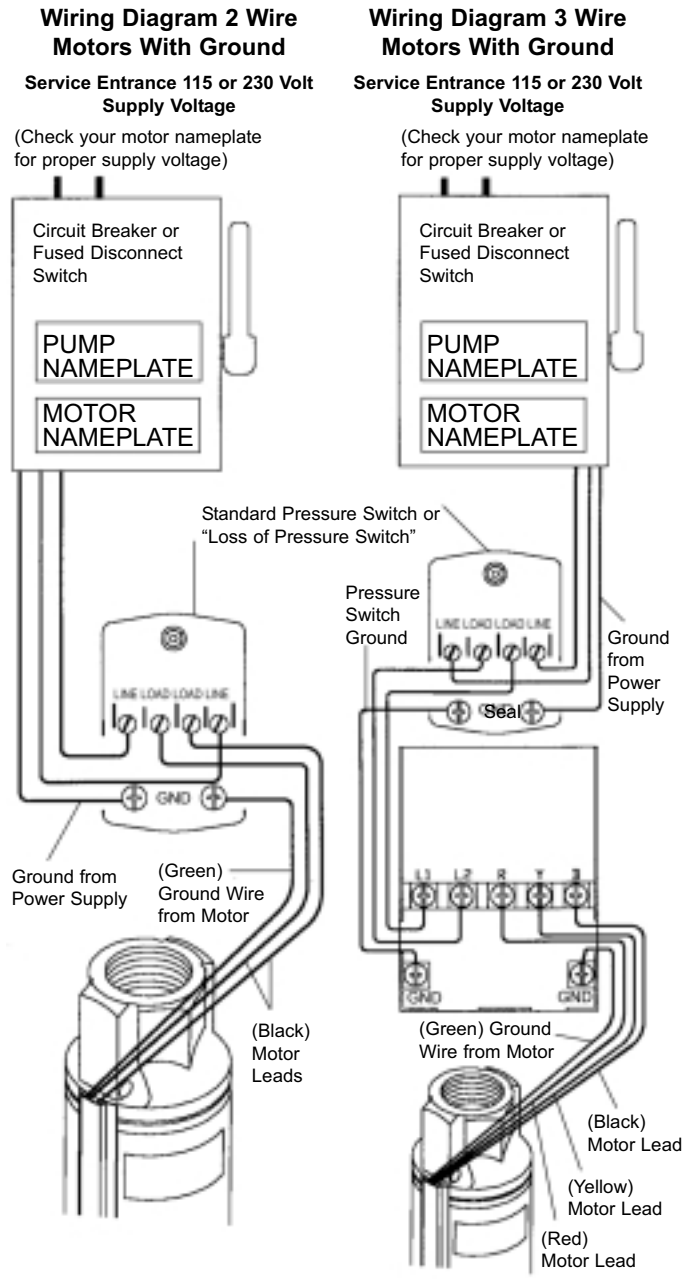 Wiring Diagram 2 Wire
Motors With Ground
Service Entrance 115 or 230 Volt
Supply Voltage
(Check your motor nameplate
for proper supply voltage)
Circuit Breaker or
Fused Disconnect
Switch
PUMP
NAMEPLATE
MOTOR
NAMEPLATE
Wiring Diagram 3 Wire
Motors With Ground
Service Entrance 115 or 230 Volt
Supply Voltage
(Check your motor nameplate
for proper supply voltage)
Circuit Breaker or
Fused Disconnect
Switch
PUMP
NAMEPLATE
MOTOR
NAMEPLATE
Standard Pressure Switch or
“Loss of Pressure Switch”
LINE LOAD LOAD LINE
GND
Ground from
Power Supply
(Green)
Ground Wire
from Motor
(Black)
Motor
Leads
Pressure
Switch
Ground
LINE LOAD LOAD LINE
Seal
Ground
from
Power
Supply
L1 L2 R Y
GND
GND
(Green) Ground
Wire from Motor
(Black)
Motor Lead
(Yellow)
Motor Lead
(Red)
Motor Lead